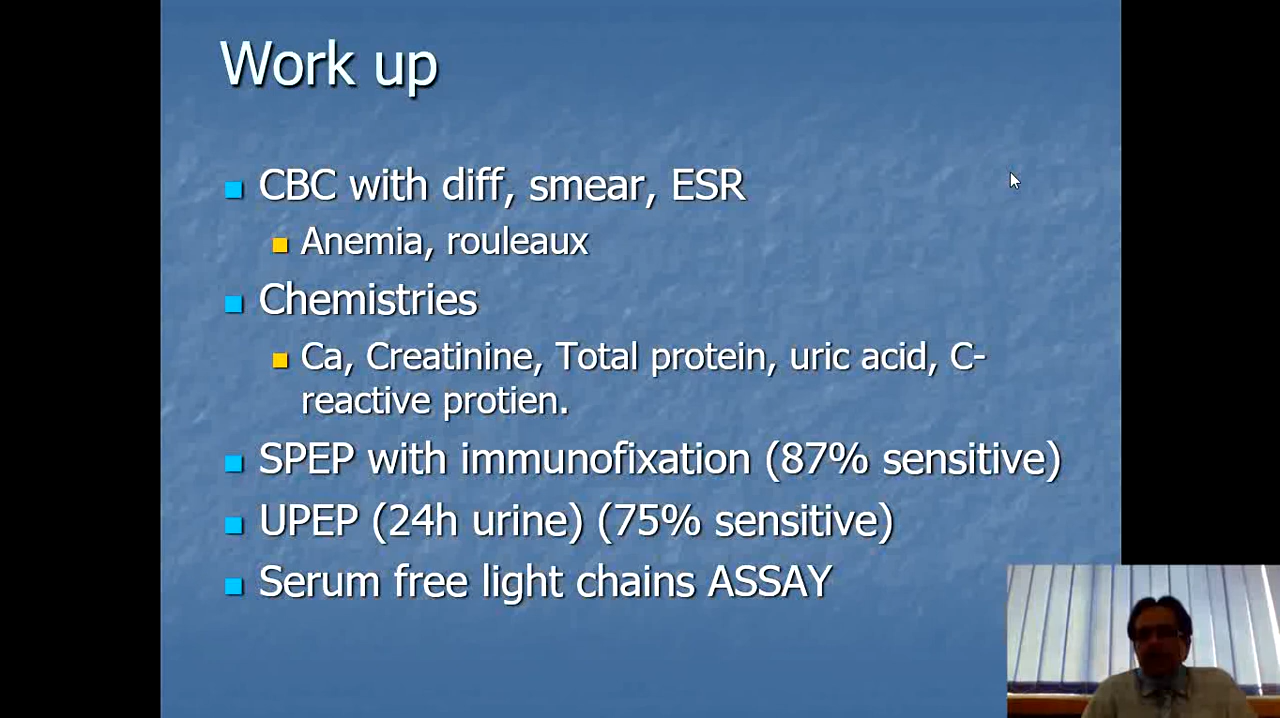 Work up
CBC with diff, smear, ESR
Anemia, rouleaux
Chemistries
Ca, Creatinine, Total protein, uric acid, C-
reactive protien.
SPEP with immunofixation (87% sensitive)
UPEP (24h urine) (75% sensitive)
Serum free light chains ASSAY